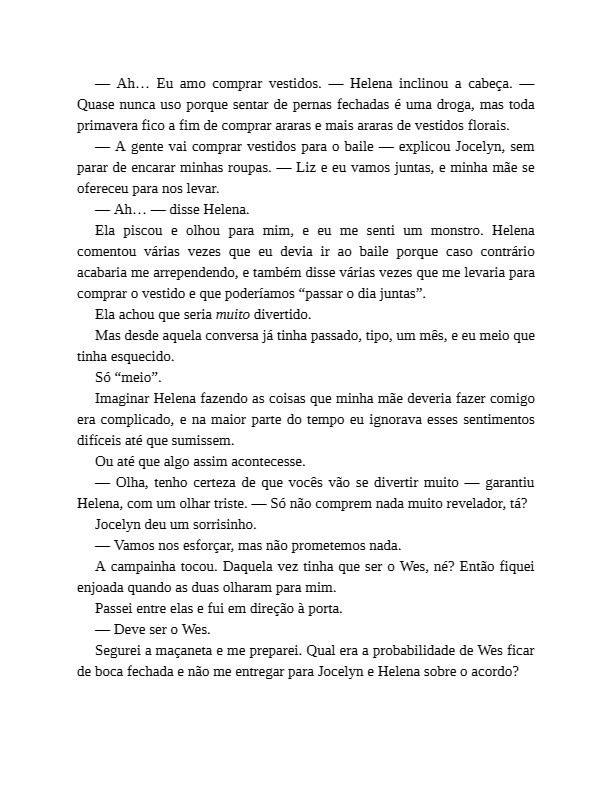 — Ah… Eu amo comprar vestidos. — Helena inclinou a cabeça. —
Quase nunca uso porque sentar de pernas fechadas é uma droga, mas toda
primavera fico a fim de comprar araras e mais araras de vestidos florais.
— A gente vai comprar vestidos para o baile — explicou Jocelyn, sem
parar de encarar minhas roupas. — Liz e eu vamos juntas, e minha mãe se
ofereceu para nos levar.
— Ah… — disse Helena.
Ela piscou e olhou para mim, e eu me senti um monstro. Helena
comentou várias vezes que eu devia ir ao baile porque caso contrário
acabaria me arrependendo, e também disse várias vezes que me levaria para
comprar o vestido e que poderíamos “passar o dia juntas”.
Ela achou que seria muito divertido.
Mas desde aquela conversa já tinha passado, tipo, um mês, e eu meio que
tinha esquecido.
Só “meio”.
Imaginar Helena fazendo as coisas que minha mãe deveria fazer comigo
era complicado, e na maior parte do tempo eu ignorava esses sentimentos
difíceis até que sumissem.
Ou até que algo assim acontecesse.
— Olha, tenho certeza de que vocês vão se divertir muito — garantiu
Helena, com um olhar triste. — Só não comprem nada muito revelador, tá?
Jocelyn deu um sorrisinho.
— Vamos nos esforçar, mas não prometemos nada.
A campainha tocou. Daquela vez tinha que ser o Wes, né? Então fiquei
enjoada quando as duas olharam para mim.
Passei entre elas e fui em direção à porta.
— Deve ser o Wes.
Segurei a maçaneta e me preparei. Qual era a probabilidade de Wes ficar
de boca fechada e não me entregar para Jocelyn e Helena sobre o acordo?